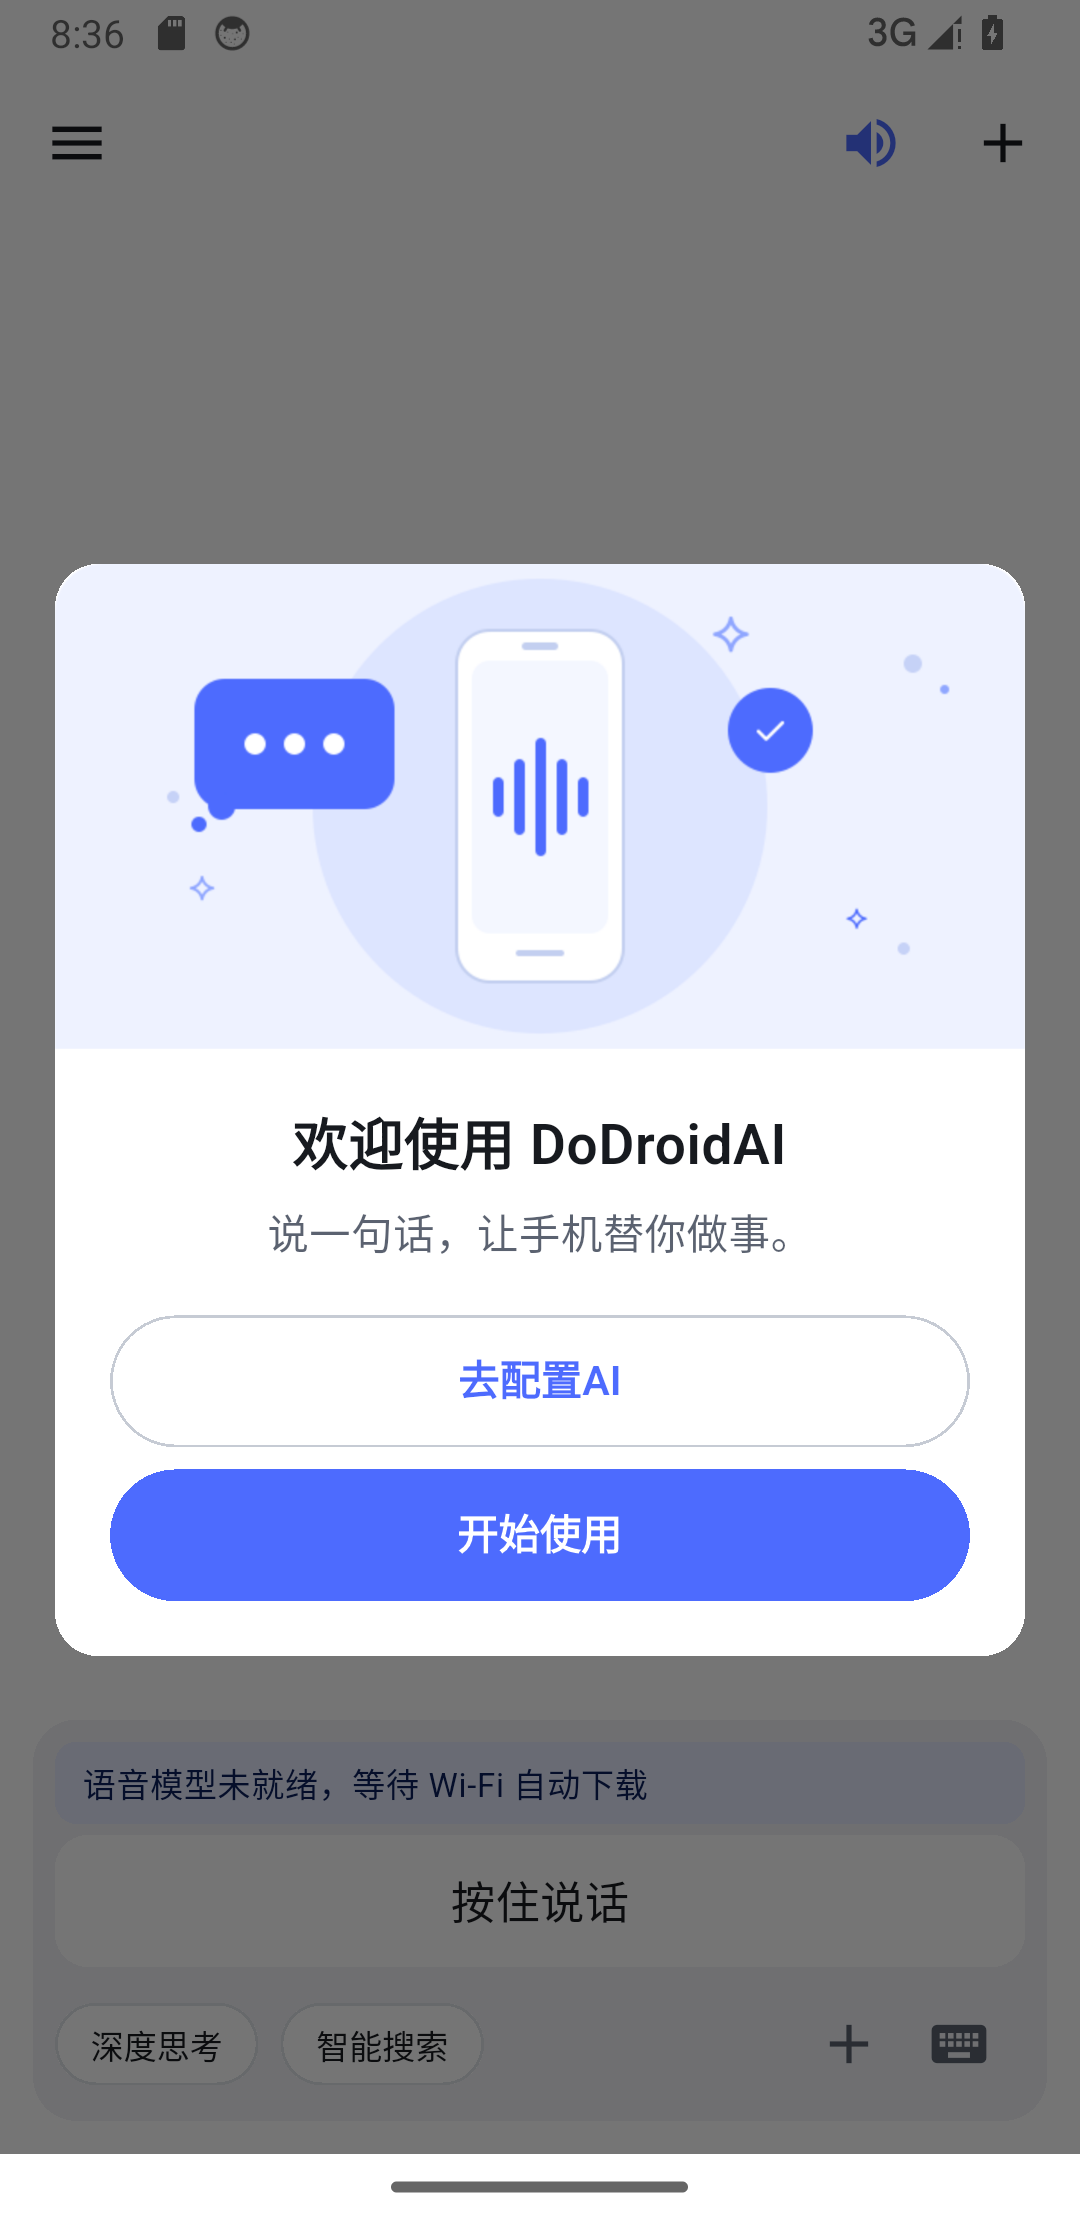 8:36
3G
欢迎使用 DoDroidAI
说一句话，让手机替你做事。
去配置AI
开始使用
语音模型未就绪，等待 Wi-Fi 自动下载
按住说话
深度思考
智能搜索